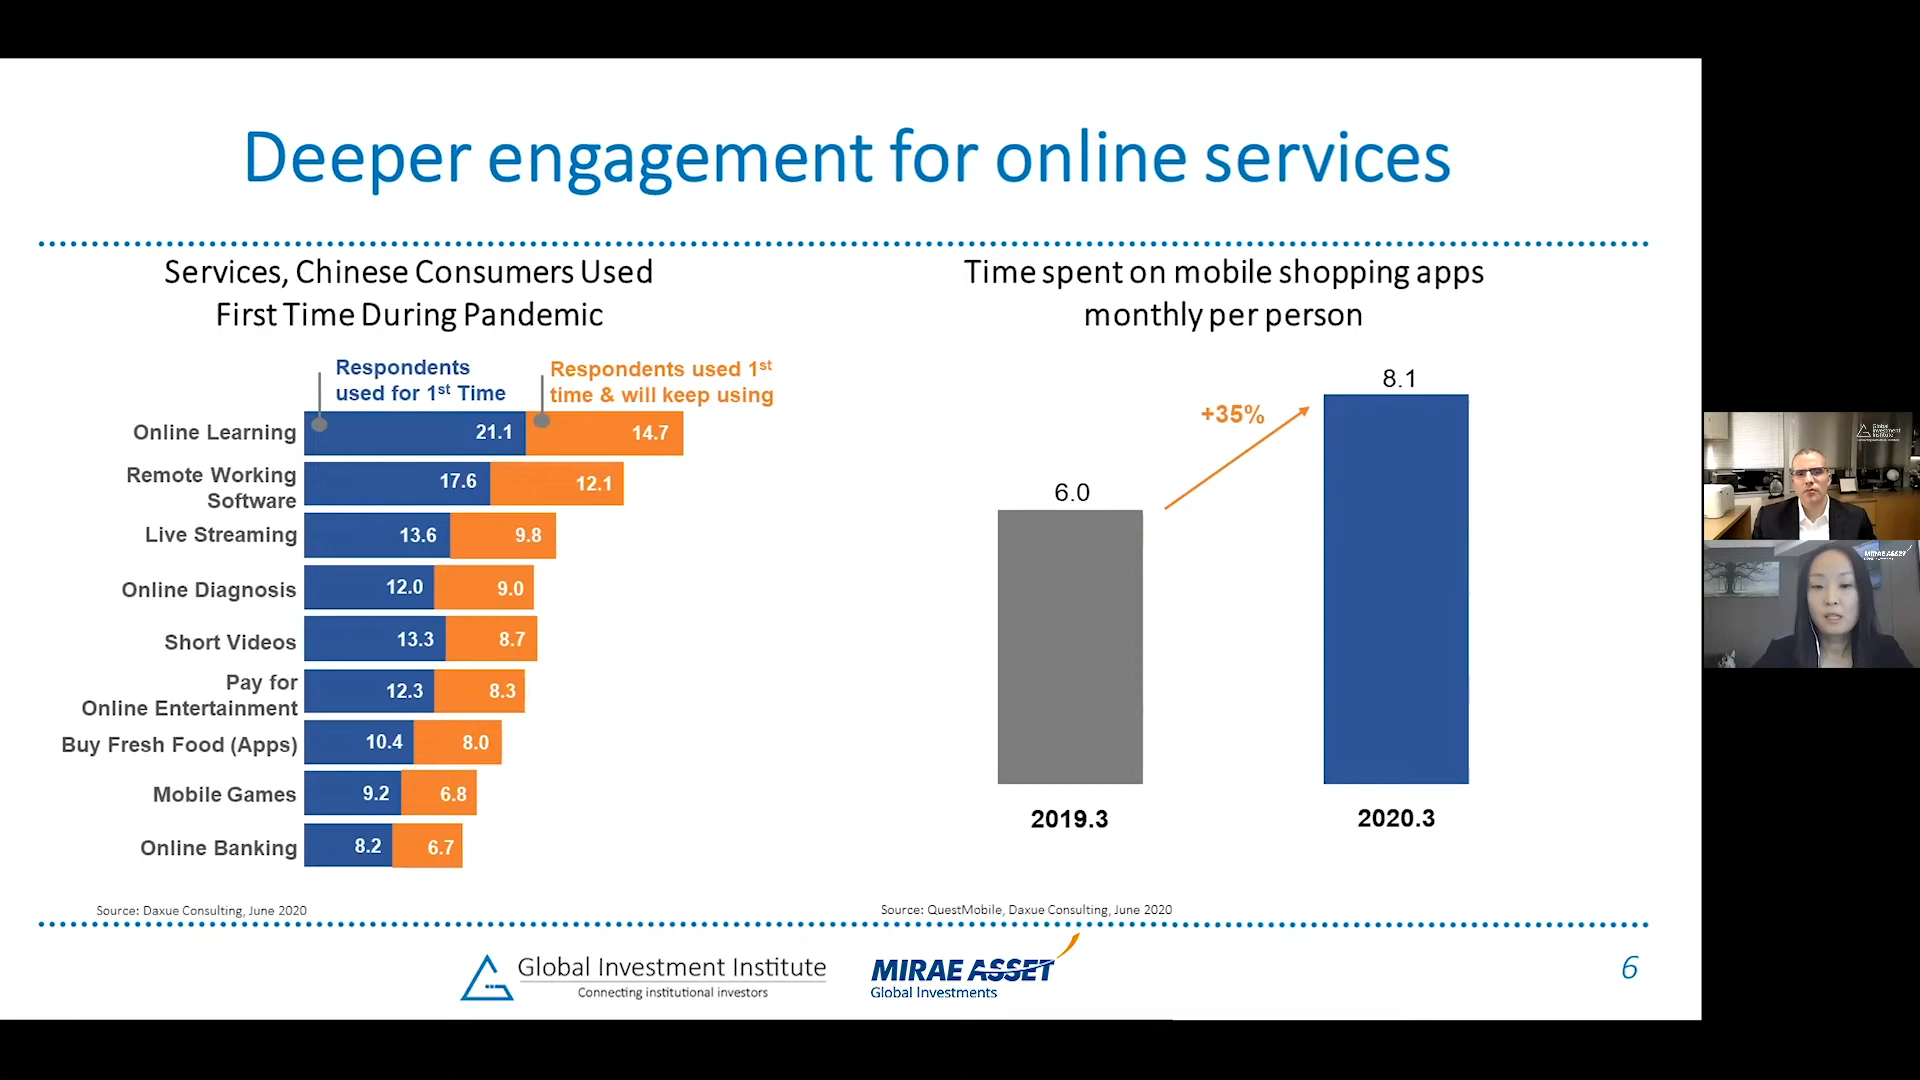 Deeper engagement for online services
Services, Chinese Consumers Used
First Time During Pandemic
Respondents
used for 1st Time
Respondents used 1st
time & will keep using
Online Learning
21.1
14.7
Remote Working
Software
17.6
12.1
Live Streaming
13.6
9.8
Online Diagnosis
12.0
9.0
Short Videos
13.3
8.7
Pay for
Online Entertainment
12.3
8.3
Buy Fresh Food (Apps)
10.4
8.0
Mobile Games
9.2
6.8
Online Banking
8.2
6.7
Source: Daxue Consulting, June 2020
Time spent on mobile shopping apps
monthly per person
8.1
+35%
6.0
2019.3
2020.3
Source: QuestMobile, Daxue Consulting, June 2020
Global Investment Institute
Connecting institutional investors
MIRAE ASSET
Global Investments
6
Global
Investment
Institute
MIRAE ASSET